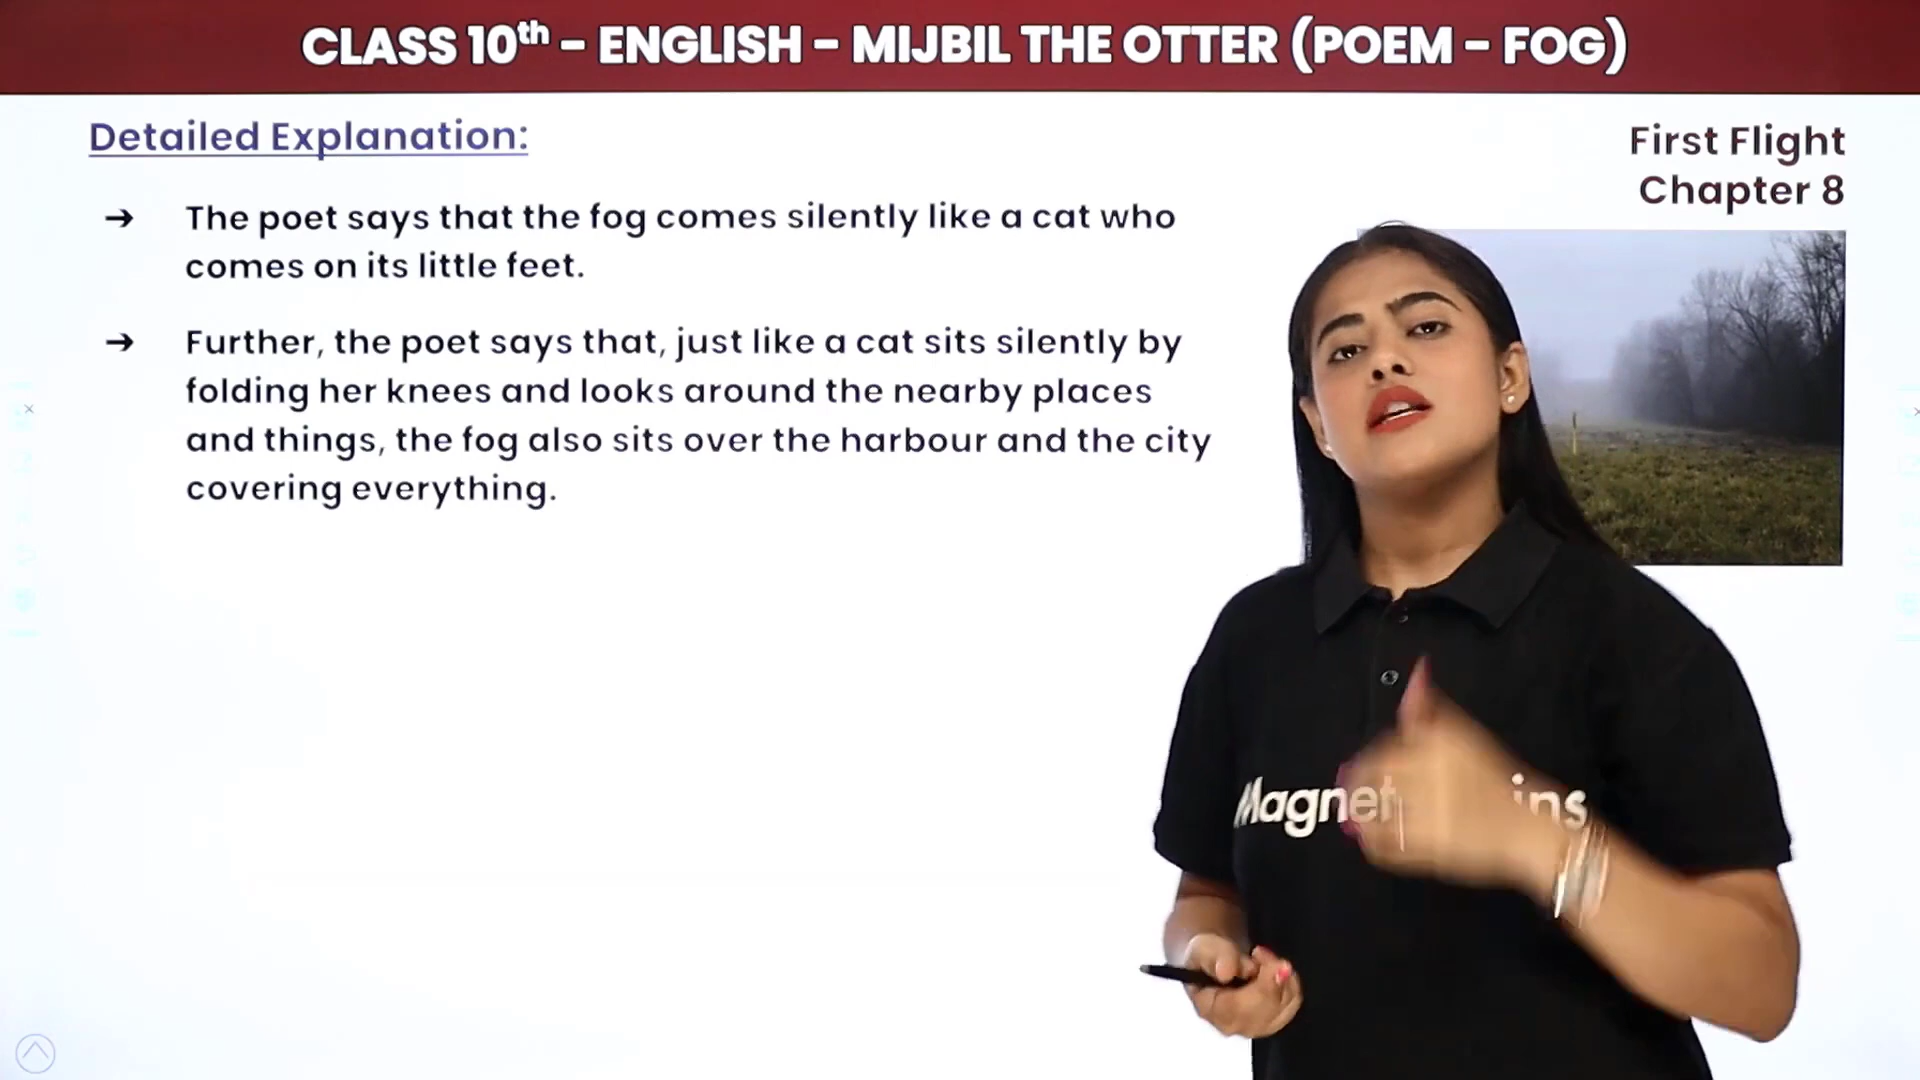 CLASS 10th – ENGLISH – MIJBIL THE OTTER (POEM – FOG)
Detailed Explanation:
First Flight
Chapter 8
➔ The poet says that the fog comes silently like a cat who
comes on its little feet.
➔ Further, the poet says that, just like a cat sits silently by
folding her knees and looks around the nearby places
and things, the fog also sits over the harbour and the city
covering everything.
Magnet